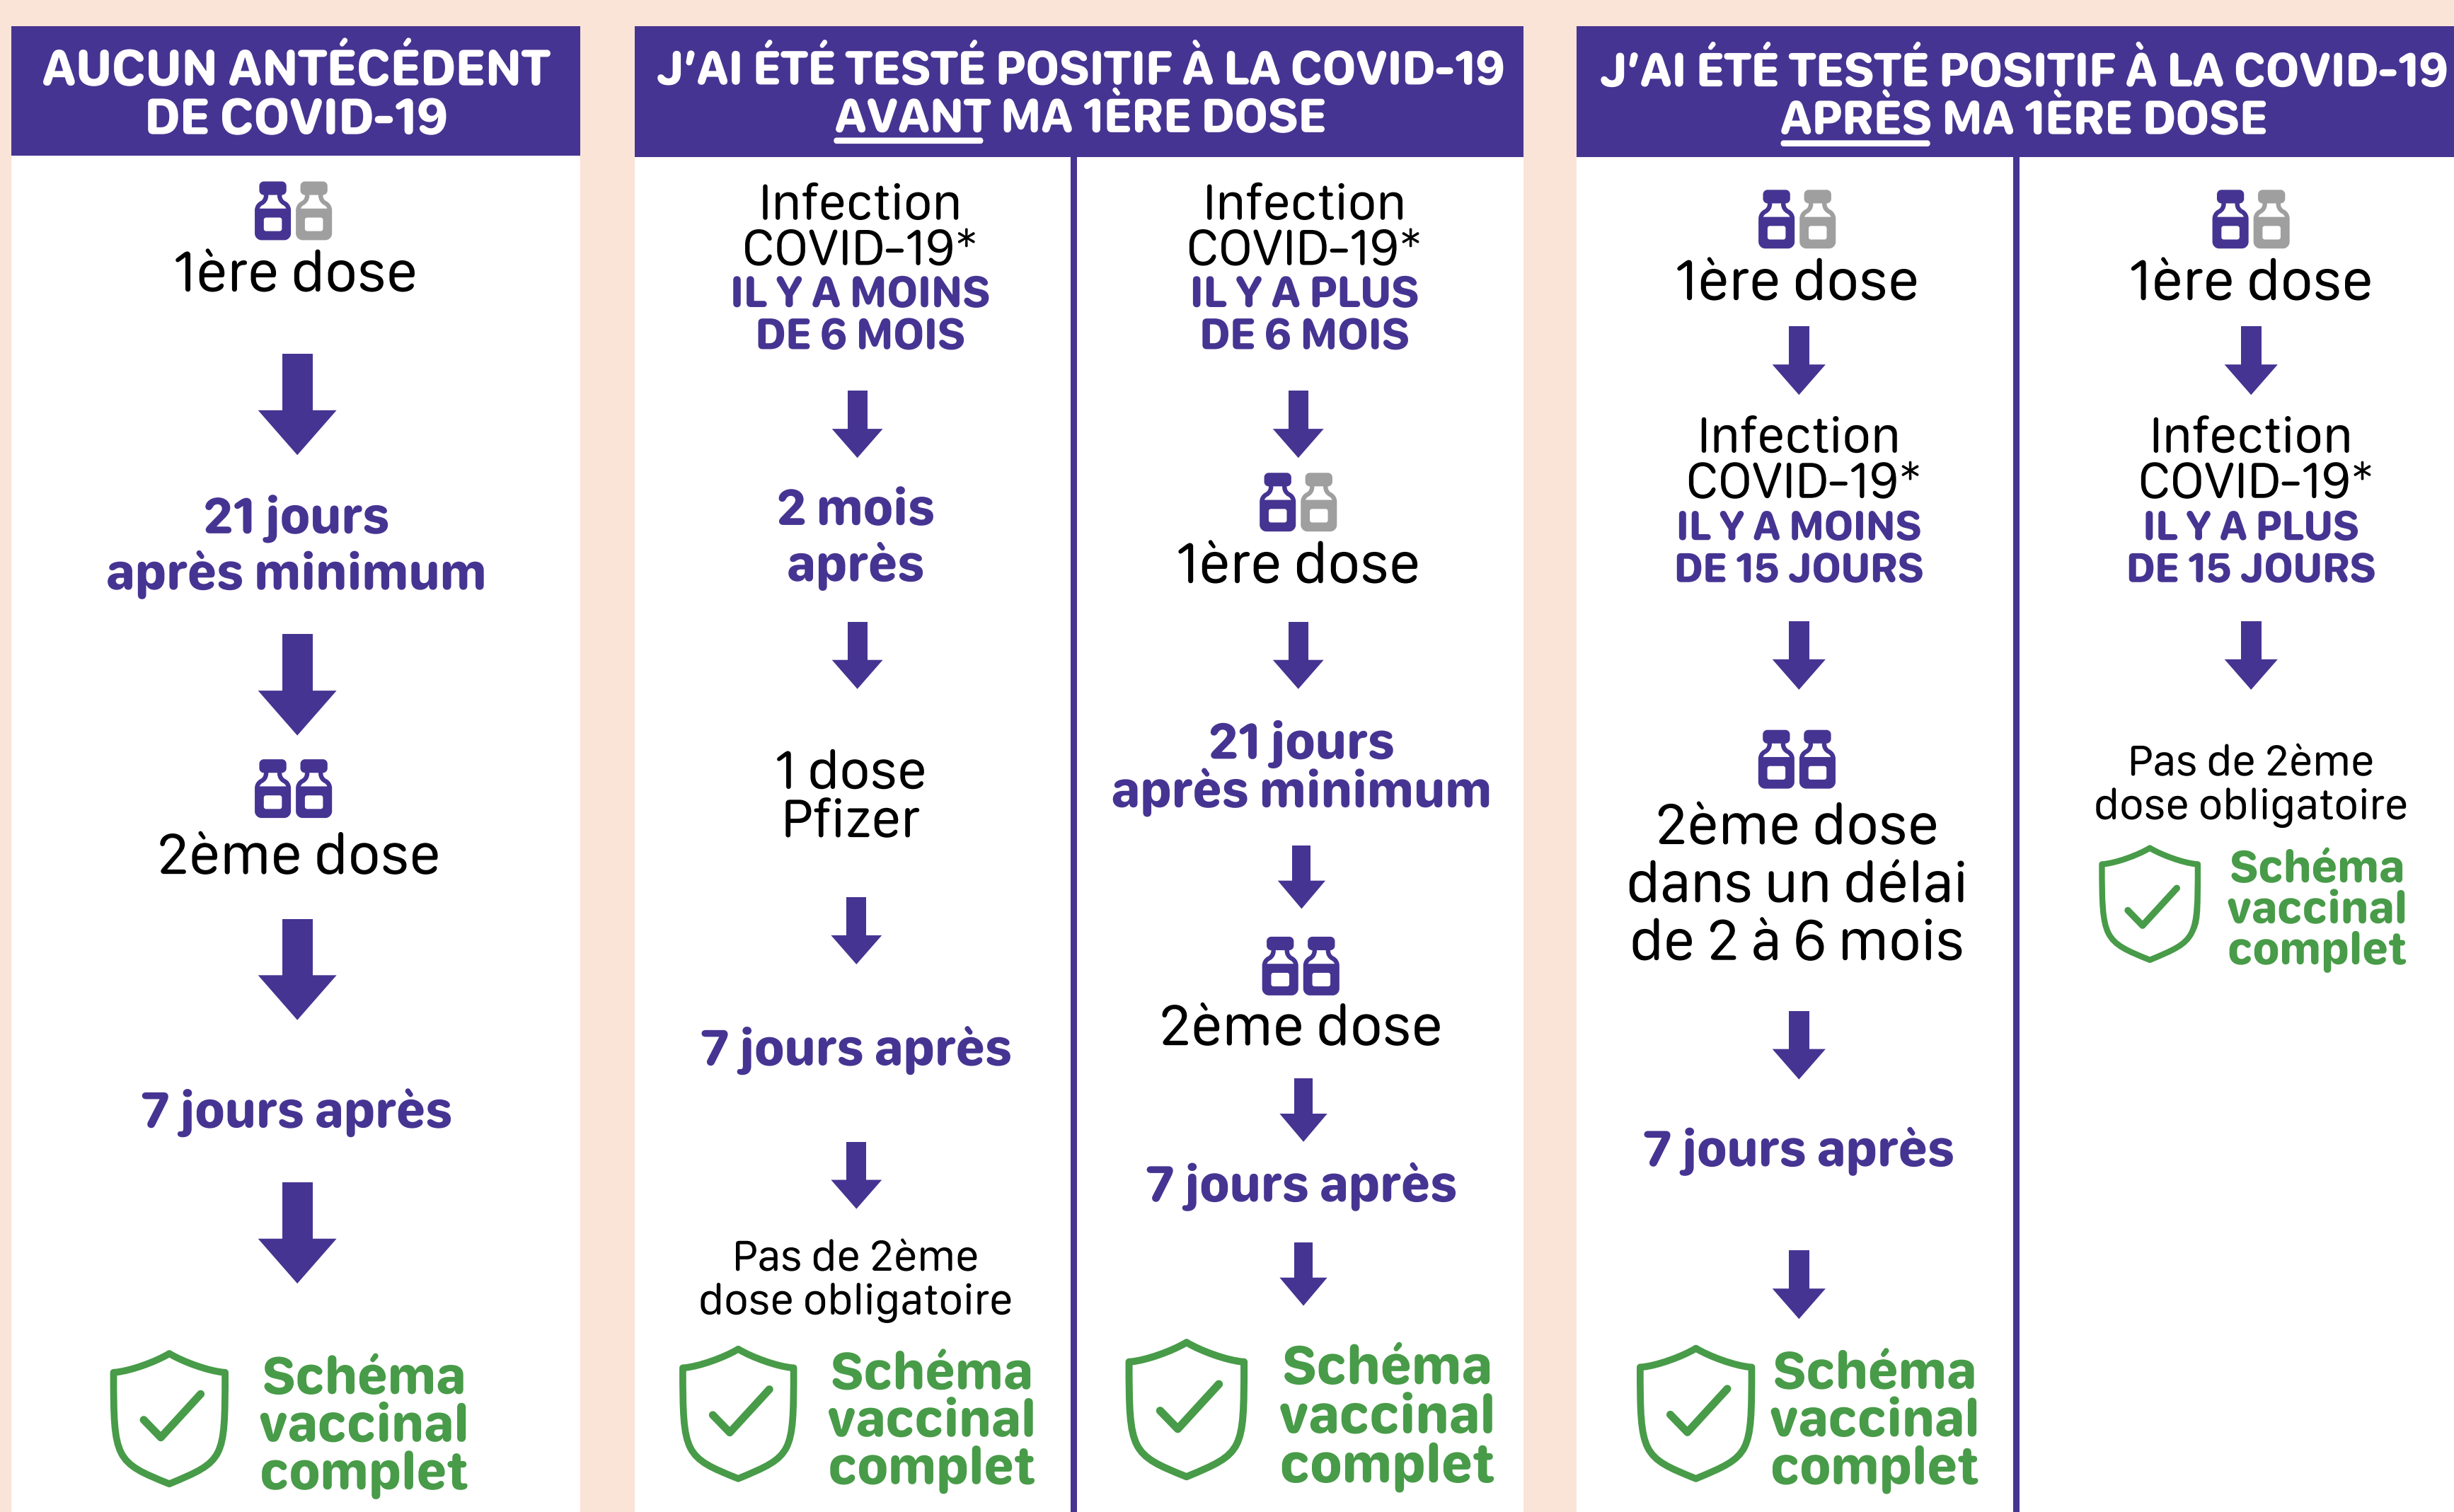 AUCUN ANTÉCÉDENT
DE COVID-19
1ère dose
21 jours
après minimum
2ème dose
7 jours après
Schéma
vaccinal
complet
J'AI ÉTÉ TESTÉ POSITIF À LA COVID-19
AVANT MA 1ÈRE DOSE
Infection
COVID-19*
IL Y A MOINS
DE 6 MOIS
2 mois
après
1 dose
Pfizer
7 jours après
Pas de 2ème
dose obligatoire
Schéma
vaccinal
complet
Infection
COVID-19*
IL Y A PLUS
DE 6 MOIS
1ère dose
21 jours
après minimum
2ème dose
7 jours après
Schéma
vaccinal
complet
J'AI ÉTÉ TESTÉ POSITIF À LA COVID-19
APRÈS MA 1ÈRE DOSE
1ère dose
Infection
COVID-19*
IL Y A MOINS
DE 15 JOURS
2ème dose
dans un délai
de 2 à 6 mois
7 jours après
Schéma
vaccinal
complet
1ère dose
Infection
COVID-19*
IL Y A PLUS
DE 15 JOURS
Pas de 2ème
dose obligatoire
Schéma
vaccinal
complet